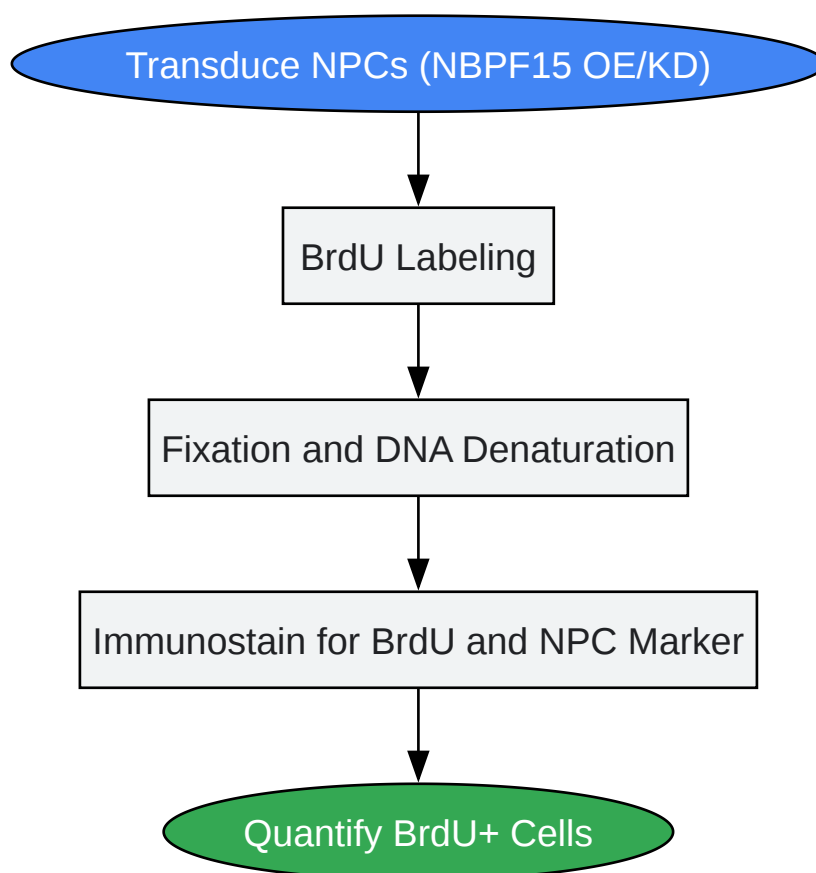 Transduce NPCs (NBPF15 OE/KD)
BrdU Labeling
Fixation and DNA Denaturation
Immunostain for BrdU and NPC Marker
Quantify BrdU+ Cells